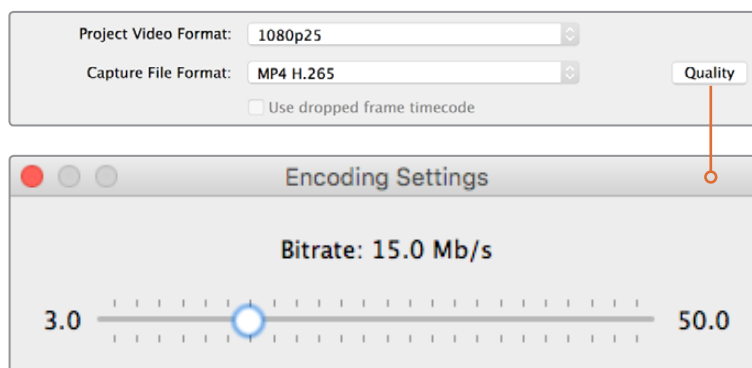 Project Video Format: 1080p25
Capture File Format: MP4 H.265 Quality
Use dropped frame timecode
Encoding Settings
Bitrate: 15.0 Mb/s
3.0 50.0